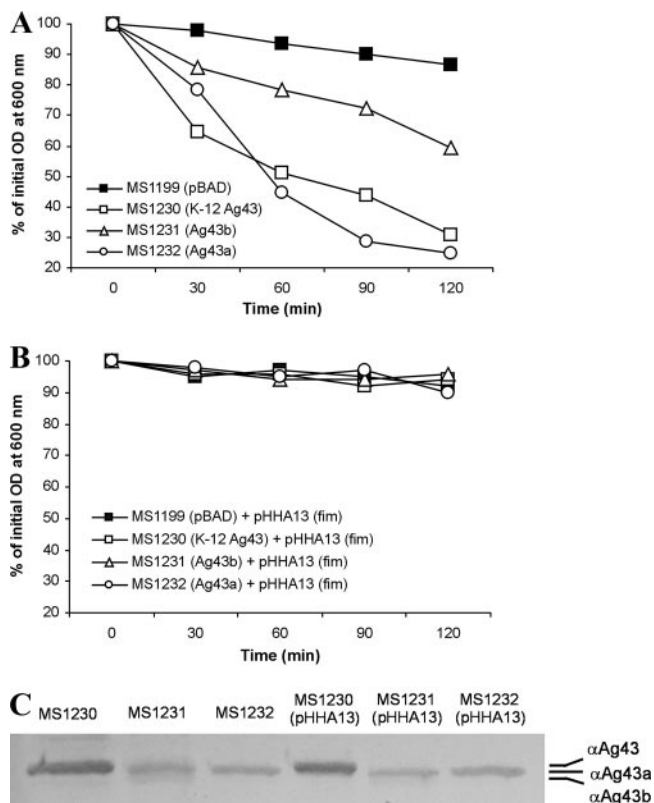 A
100
90
80
70
60
50
40
30
20
% of initial OD at 600 nm
MS1199 (pBAD)
MS1230 (K-12 Ag43)
MS1231 (Ag43b)
MS1232 (Ag43a)
0 30 60 90 120
Time (min)
B
100
90
80
70
60
50
40
30
20
% of initial OD at 600 nm
MS1199 (pBAD) + pHHA13 (fim)
MS1230 (K-12 Ag43) + pHHA13 (fim)
MS1231 (Ag43b) + pHHA13 (fim)
MS1232 (Ag43a) + pHHA13 (fim)
0 30 60 90 120
Time (min)
C
MS1230 MS1231 MS1232 MS1230 MS1231 MS1232
(pHHA13) (pHHA13) (pHHA13)
αAg43
αAg43a
αAg43b